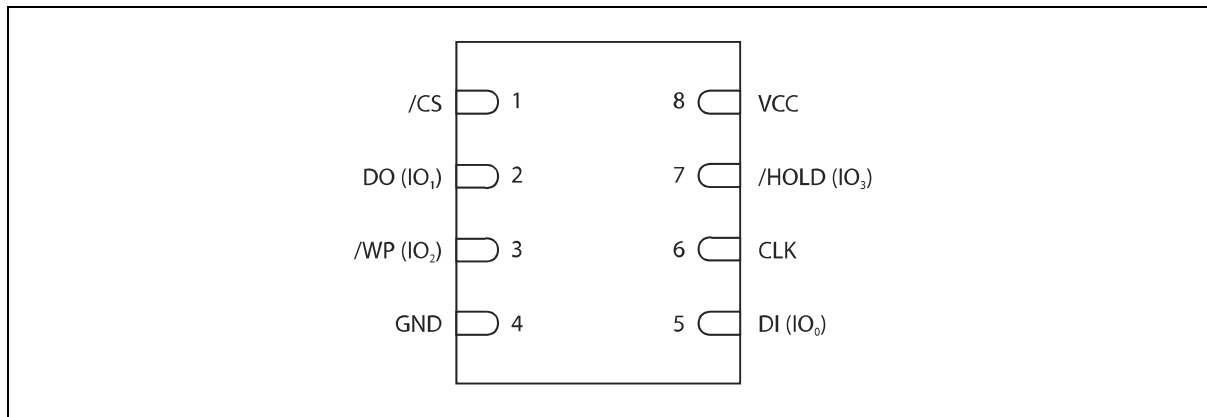 /CS 1 8 VCC
DO (IO₁) 2 7 /HOLD (IO₃)
/WP (IO₂) 3 6 CLK
GND 4 5 DI (IO₀)